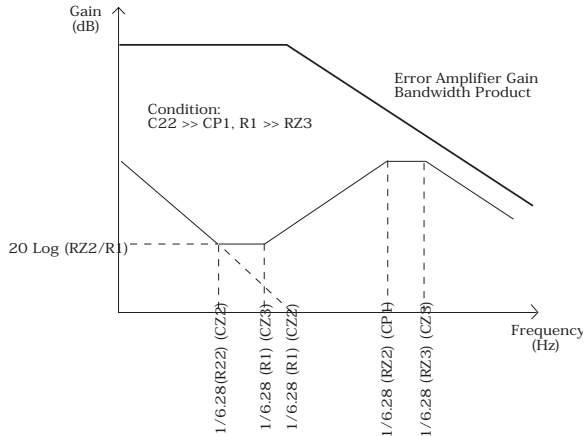 Gain
(dB)
Error Amplifier Gain
Bandwidth Product
Condition:
C22 >> CP1, R1 >> RZ3
20 Log (RZ2/R1)
Frequency
(Hz)
1/6.28(R22) (CZ2)
1/6.28 (R1) (CZ3)
1/6.28 (R1) (CZ2)
1/6.28 (RZ2) (CP1)
1/6.28 (RZ3) (CZ3)